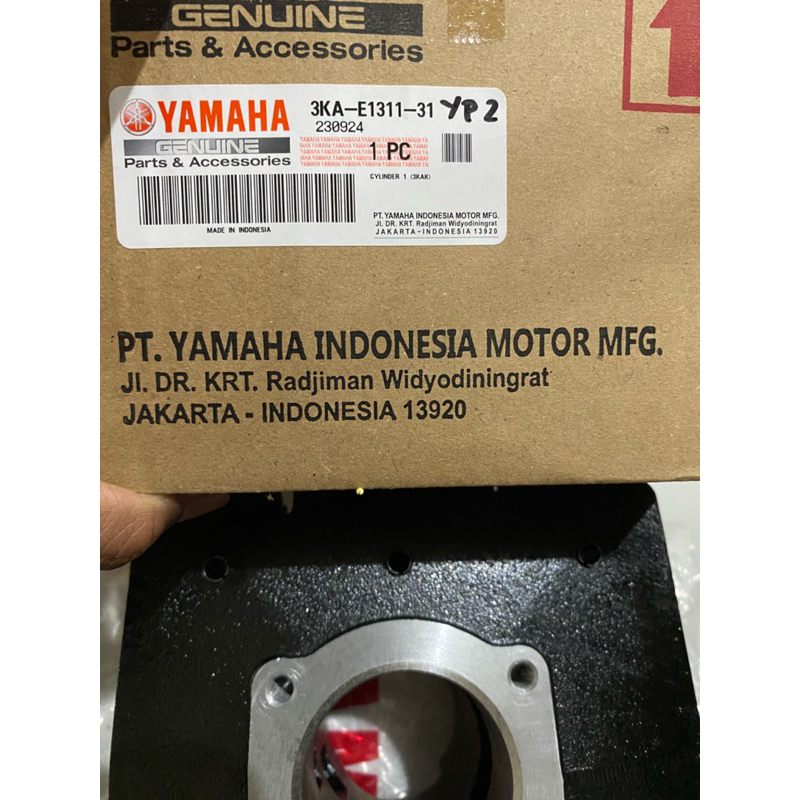 GENUINE
Parts & Accessories
YAMAHA 3KA-E1311-31 YP2
230924
GENUINE
Parts & Accessories
1 PC
CYLINDER 1 (3KAK)
MADE IN INDONESIA
PT. YAMAHA INDONESIA MOTOR MFG.
Jl. DR. KRT. Radjiman Widyodiningrat
JAKARTA-INDONESIA 13920
PT. YAMAHA INDONESIA MOTOR MFG.
Jl. DR. KRT. Radjiman Widyodiningrat
JAKARTA - INDONESIA 13920